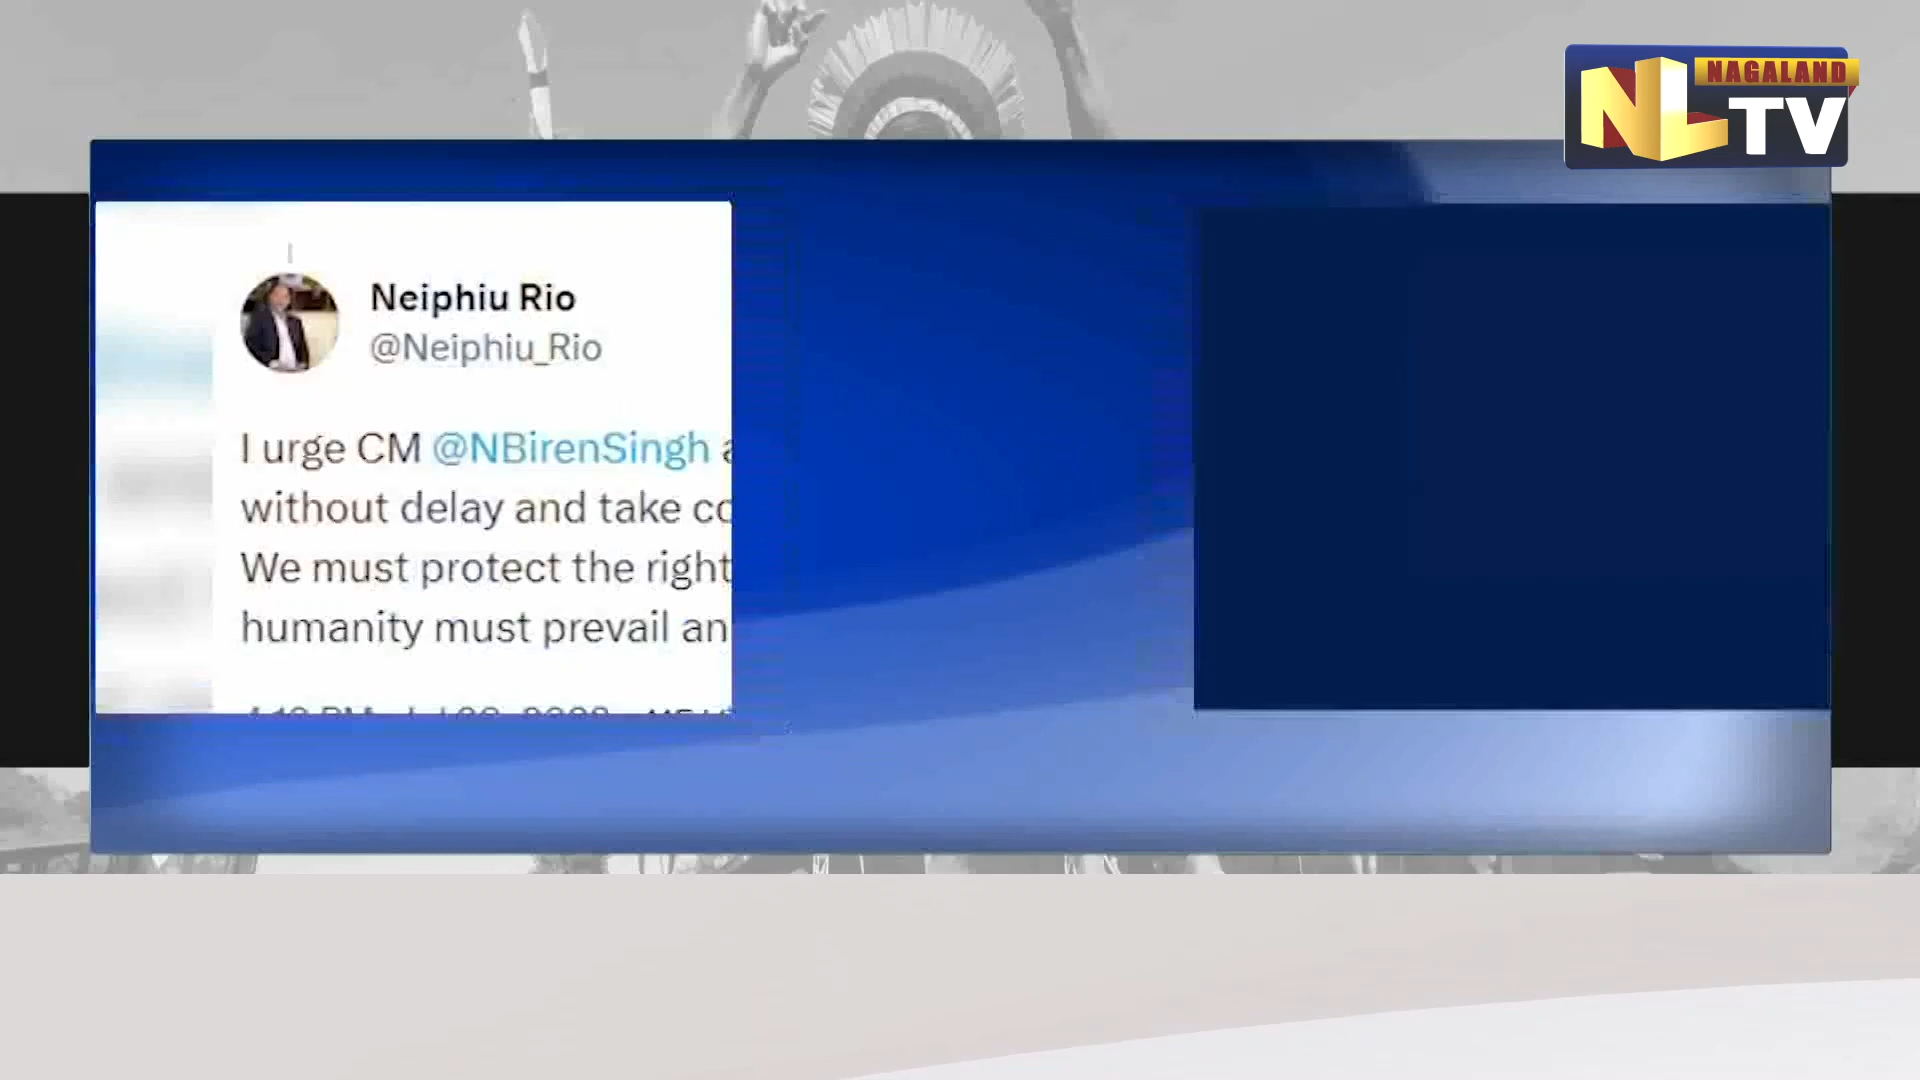 NAGALAND
NL TV
Neiphiu Rio
@Neiphiu_Rio
I urge CM @NBirenSingh
without delay and take
We must protect the right
humanity must prevail an